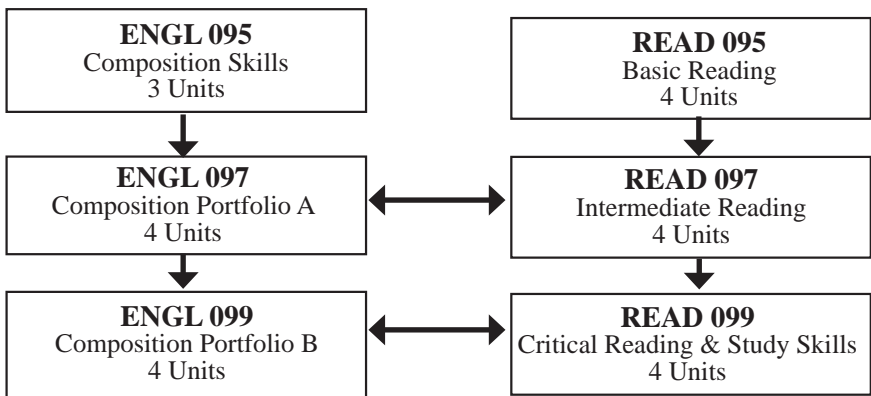 ENGL 095
Composition Skills
3 Units
READ 095
Basic Reading
4 Units
ENGL 097
Composition Portfolio A
4 Units
READ 097
Intermediate Reading
4 Units
ENGL 099
Composition Portfolio B
4 Units
READ 099
Critical Reading & Study Skills
4 Units